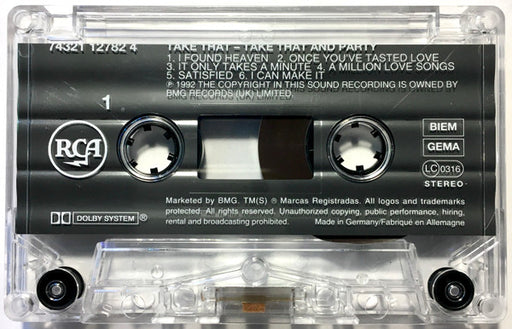 74321 12782 4 TAKE THAT – TAKE THAT AND PARTY
1. I FOUND HEAVEN 2. ONCE YOU'VE TASTED LOVE
3. IT ONLY TAKES A MINUTE 4. A MILLION LOVE SONGS
5. SATISFIED 6. I CAN MAKE IT
℗ 1992 THE COPYRIGHT IN THIS SOUND RECORDING IS OWNED BY
BMG RECORDS (UK) LIMITED.
1
RCA
BIEM
GEMA
LC 0316
STEREO
DOLBY SYSTEM ®
Marketed by BMG. TM(S) ® Marcas Registradas. All logos and trademarks
protected. All rights reserved. Unauthorized copying, public performance, hiring,
rental and broadcasting prohibited. Made in Germany/Fabriqué en Allemagne